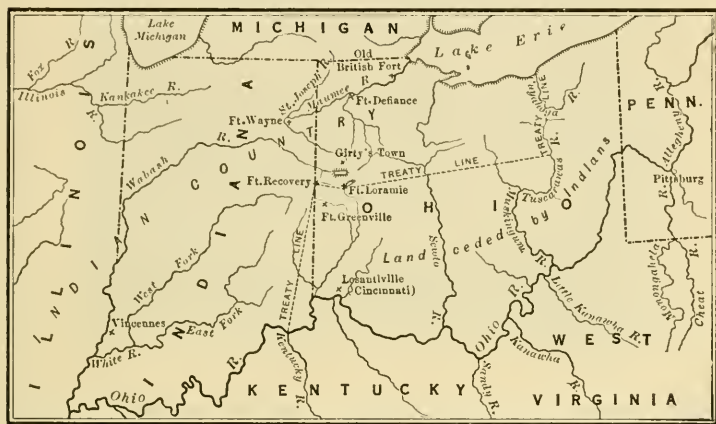 MICHIGAN
Lake
Michigan
Lake Erie
Old
British Fort
Fox R.
Illinois R.
Kankakee R.
St. Joseph R.
Maumee R.
Ft. Defiance
Ft. Wayne
Wabash R.
Girty's Town
TREATY LINE
TREATY LINE
Cuyahoga R.
PENN.
Allegheny R.
Pittsburg
Ft. Recovery
Ft. Loramie
Ft. Greenville
INDIAN COUNTRY
ILLINOIS
INDIANA
OHIO
Land ceded by Indians
Tuscarawas
Muskingum R.
Scioto R.
Losantiville
(Cincinnati)
TREATY LINE
West Fork
East Fork
Vincennes
White R.
Ohio R.
Kentucky R.
KENTUCKY
Ohio R.
Sandy R.
Kanawha R.
Little Kanawha R.
Monongahela R.
Cheat R.
WEST
VIRGINIA